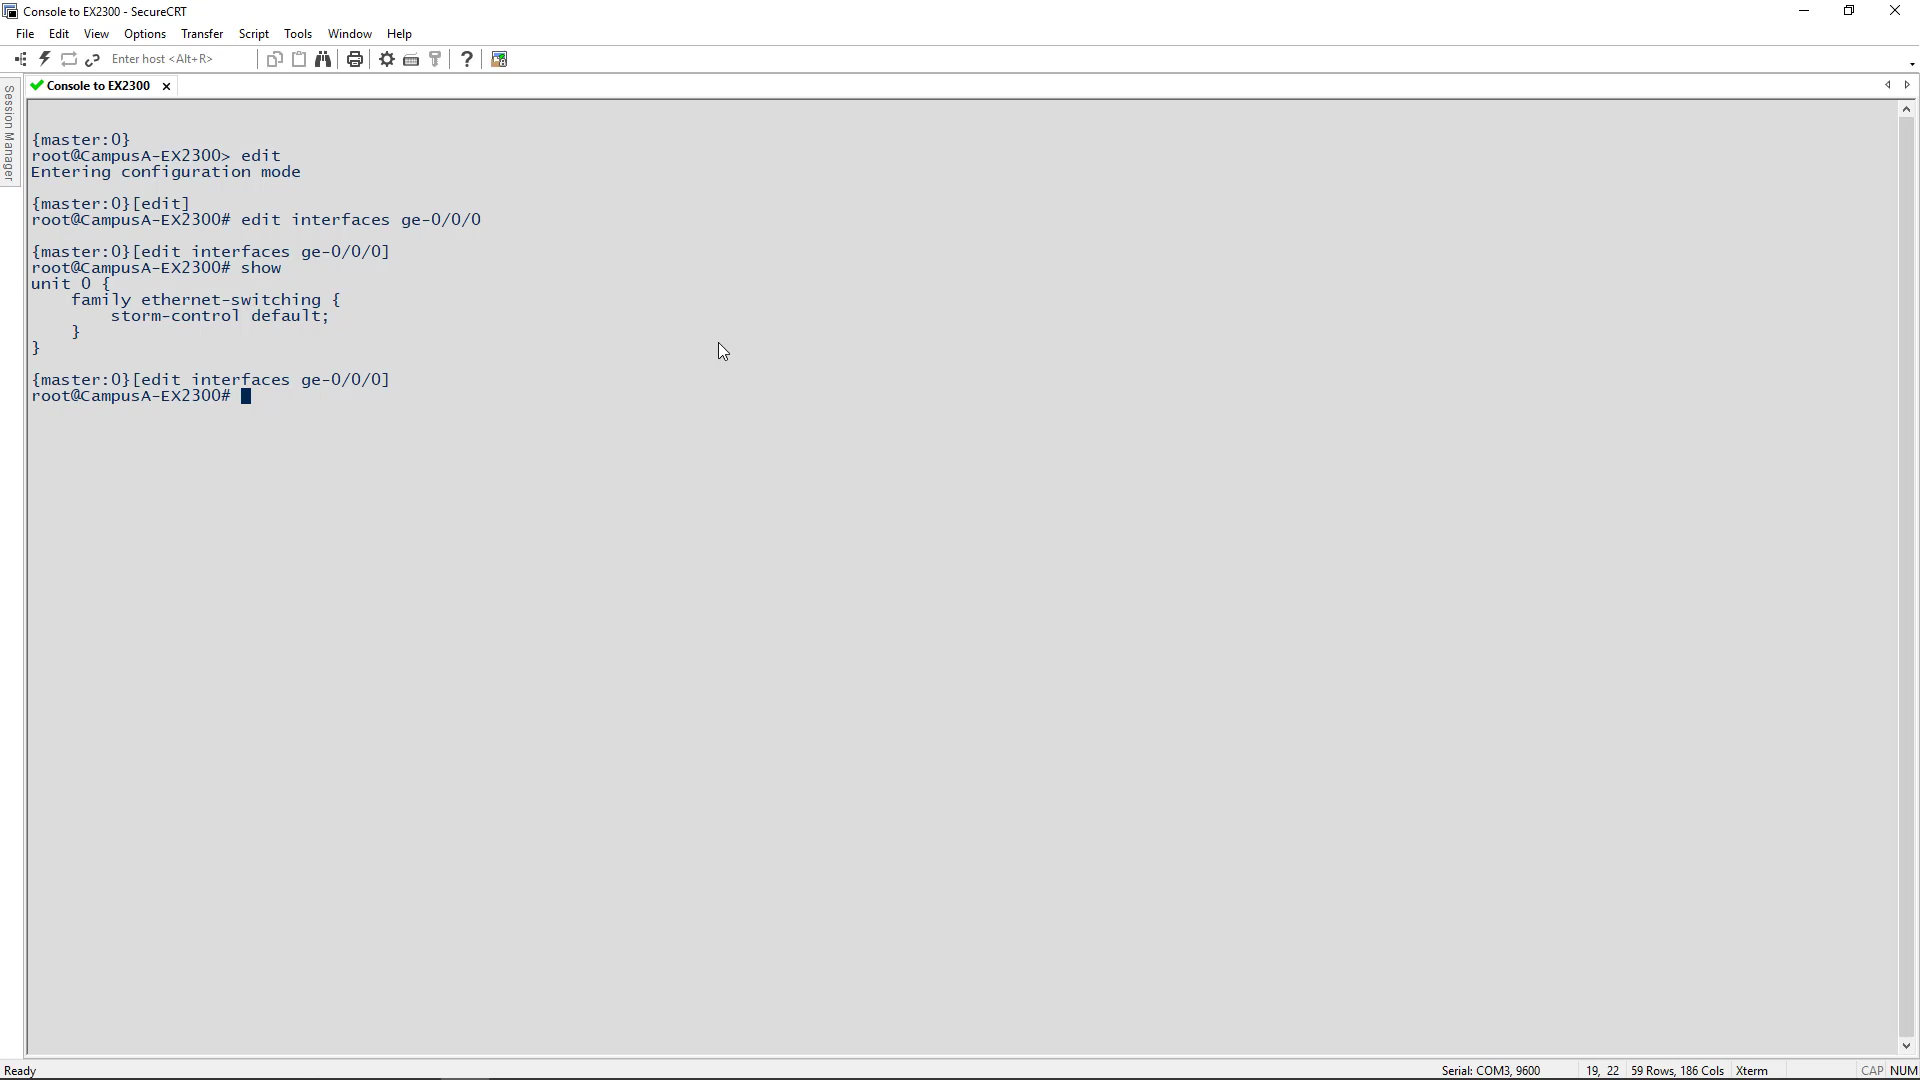 Console to EX2300 - SecureCRT
File Edit View Options Transfer Script Tools Window Help
Enter host <Alt+R>
Session Manager
Console to EX2300
{master:0}
root@CampusA-EX2300> edit
Entering configuration mode
{master:0}[edit]
root@CampusA-EX2300# edit interfaces ge-0/0/0
{master:0}[edit interfaces ge-0/0/0]
root@CampusA-EX2300# show
unit 0 {
    family ethernet-switching {
        storm-control default;
    }
}
{master:0}[edit interfaces ge-0/0/0]
root@CampusA-EX2300#
Ready Serial: COM3, 9600 19, 22 59 Rows, 186 Cols Xterm CAP NUM